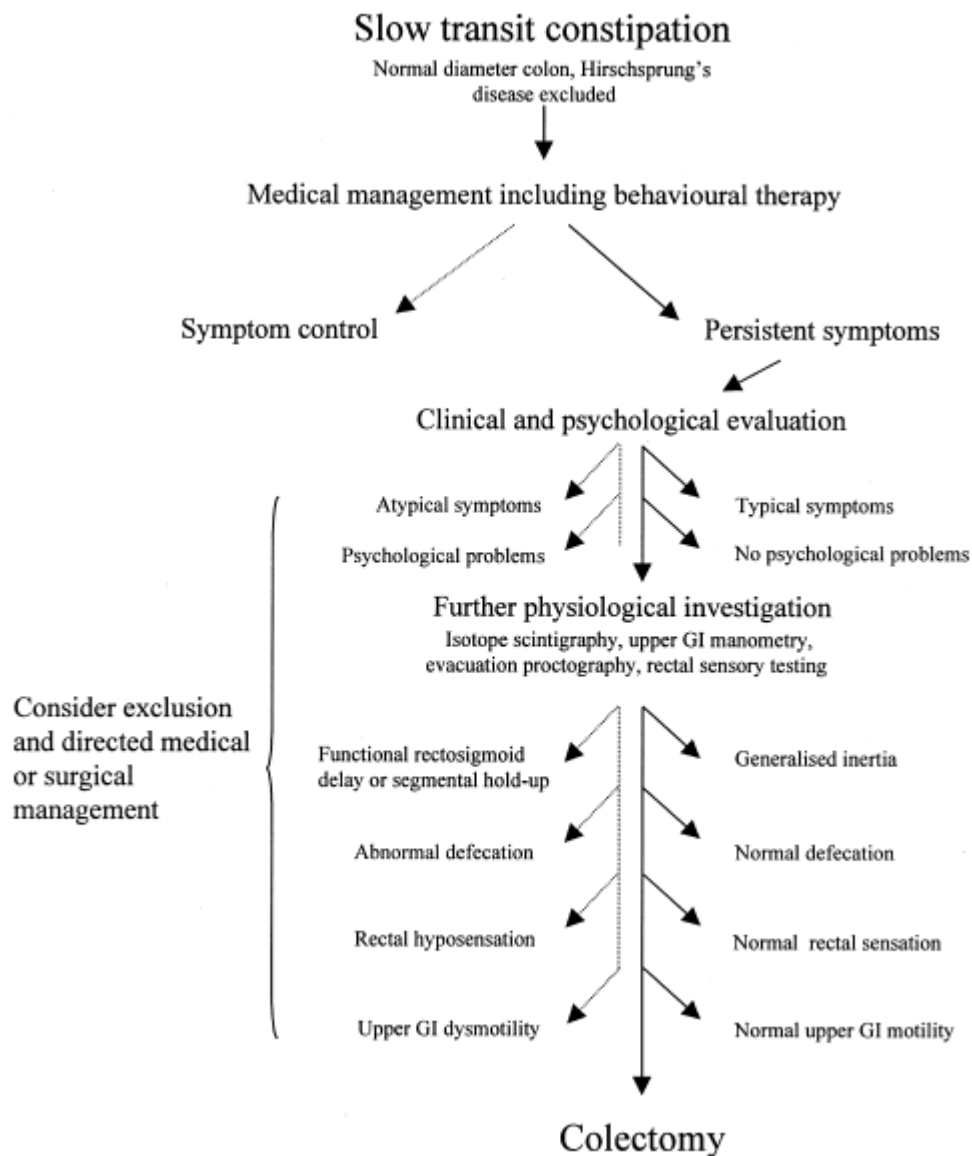 Slow transit constipation
Normal diameter colon, Hirschsprung's
disease excluded
Medical management including behavioural therapy
Symptom control
Persistent symptoms
Clinical and psychological evaluation
Atypical symptoms
Typical symptoms
Psychological problems
No psychological problems
Further physiological investigation
Isotope scintigraphy, upper GI manometry,
evacuation proctography, rectal sensory testing
Consider exclusion
and directed medical
or surgical
management
Functional rectosigmoid
delay or segmental hold-up
Generalised inertia
Abnormal defecation
Normal defecation
Rectal hyposensation
Normal rectal sensation
Upper GI dysmotility
Normal upper GI motility
Colectomy